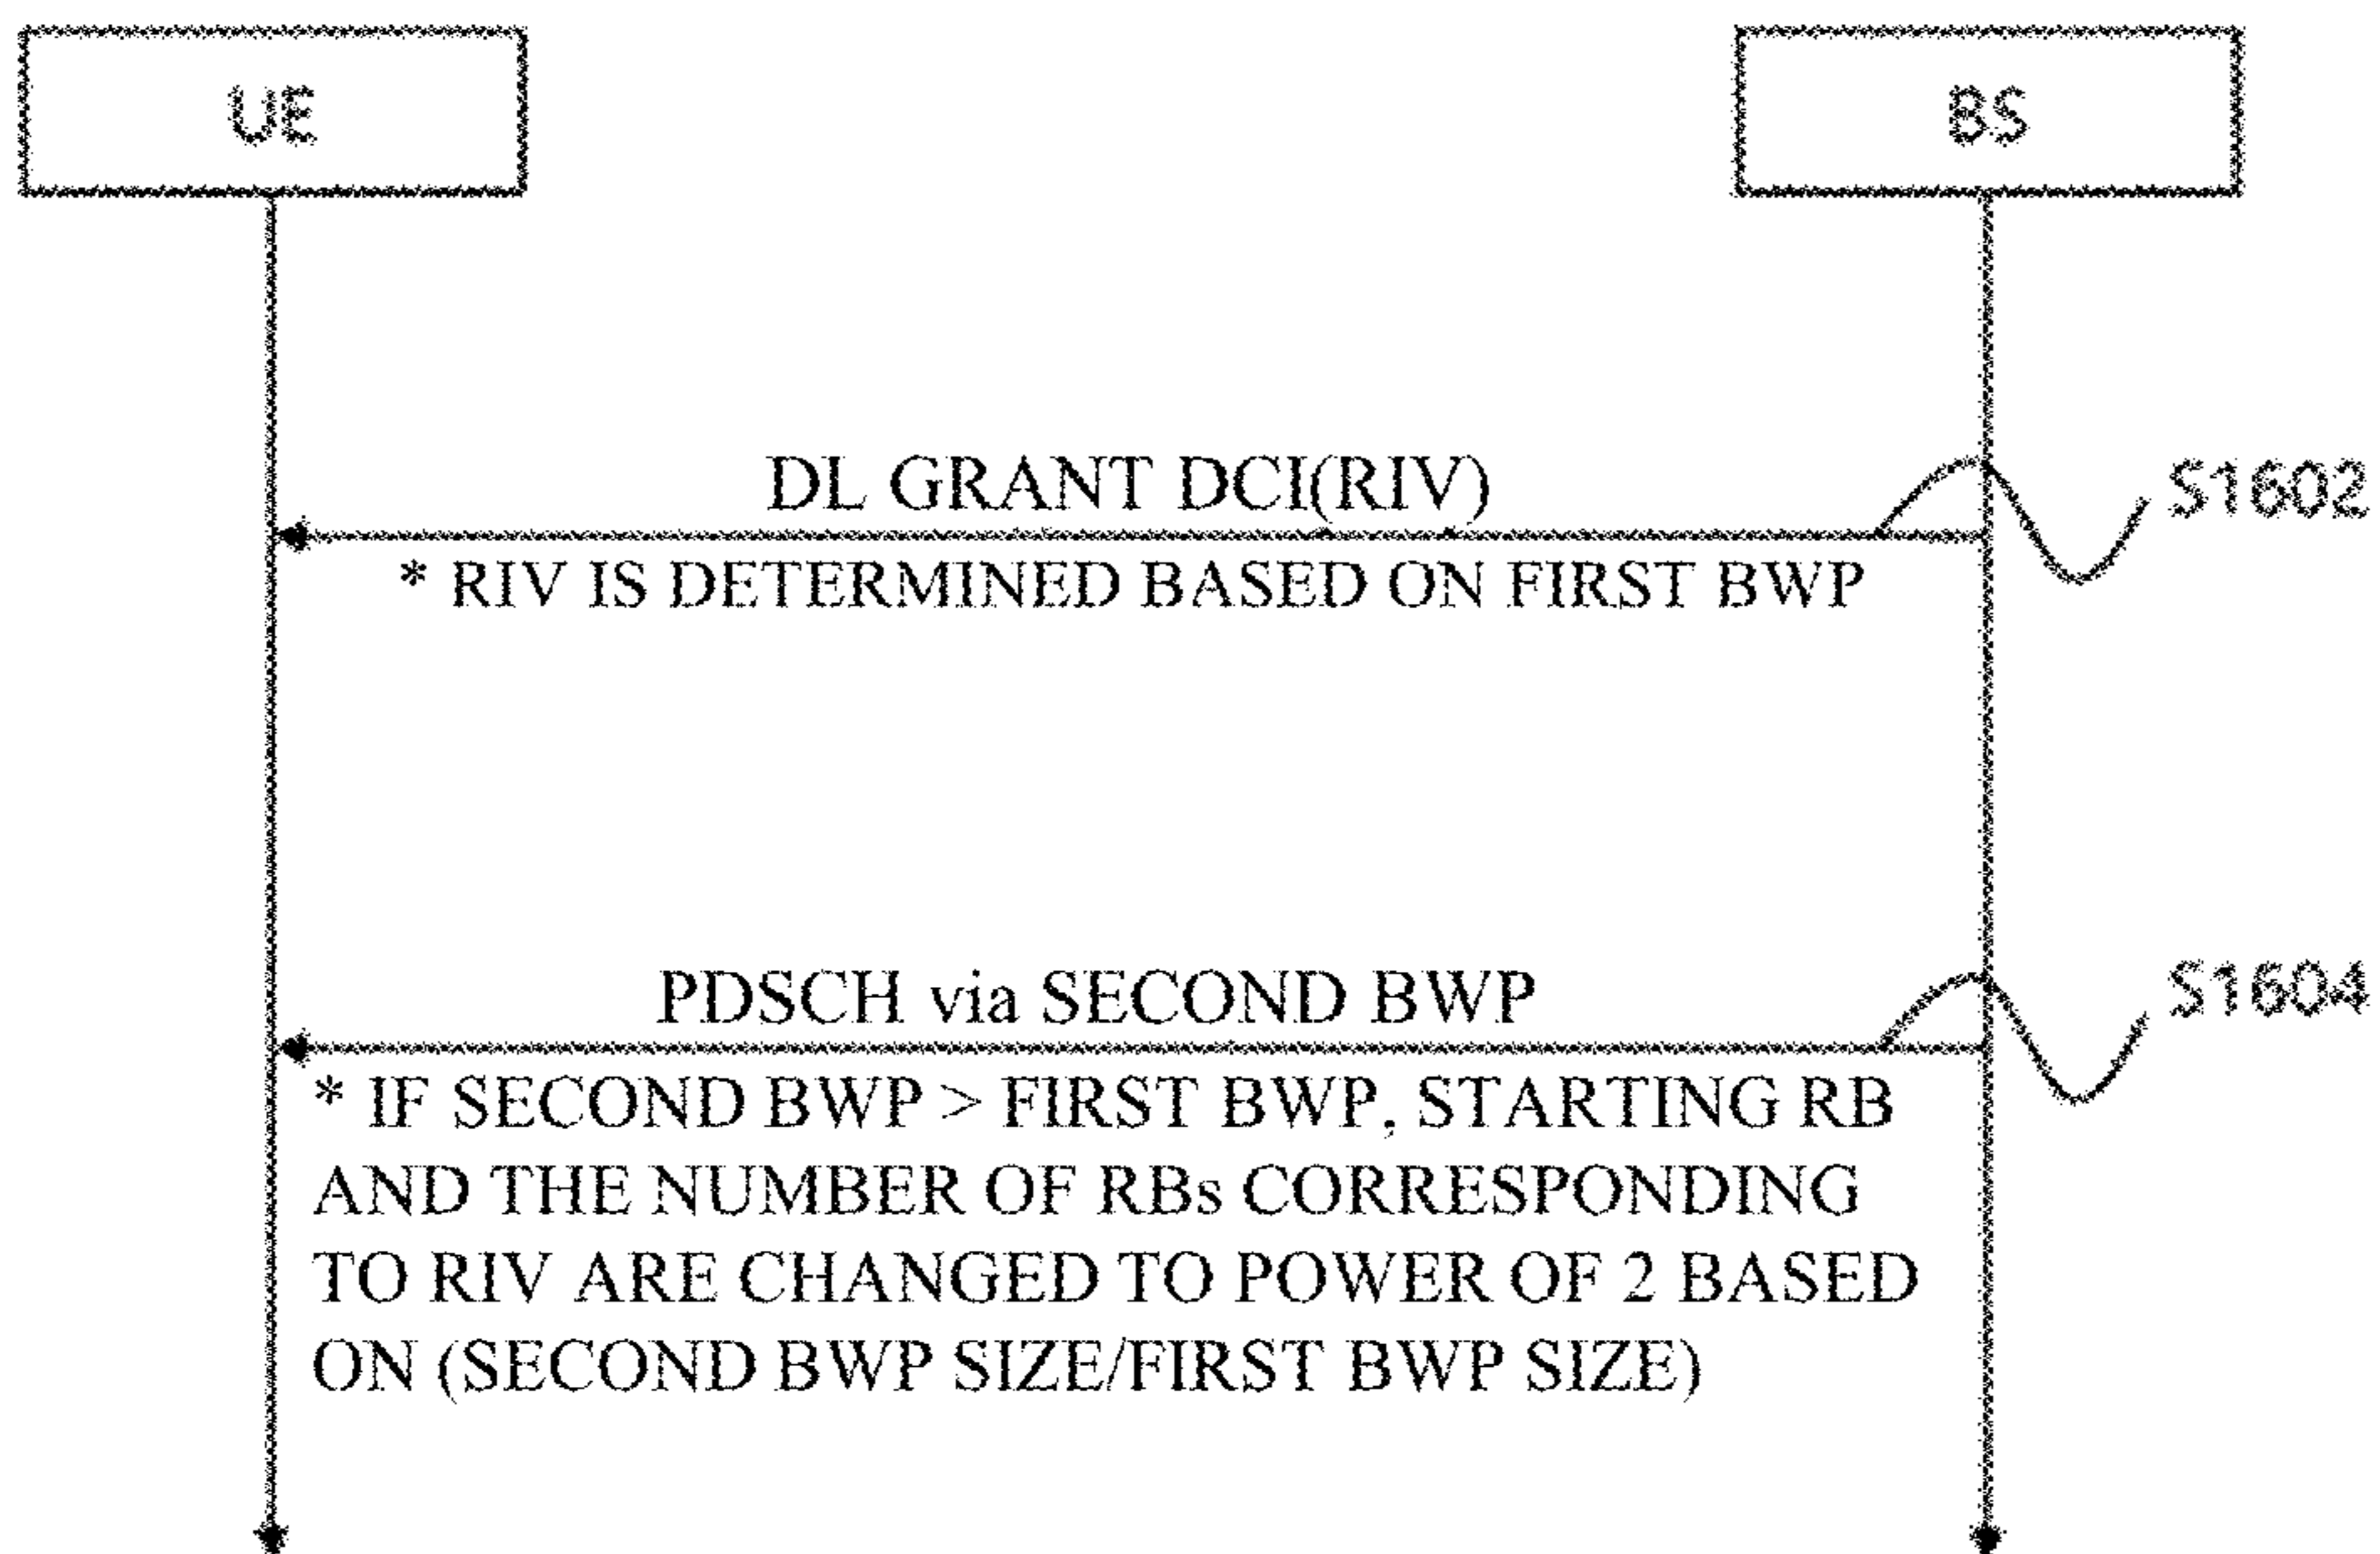 UE
BS
DL GRANT DCI(RIV)
S1602
* RIV IS DETERMINED BASED ON FIRST BWP
PDSCH via SECOND BWP
S1604
* IF SECOND BWP > FIRST BWP, STARTING RB
AND THE NUMBER OF RBs CORRESPONDING
TO RIV ARE CHANGED TO POWER OF 2 BASED
ON (SECOND BWP SIZE/FIRST BWP SIZE)